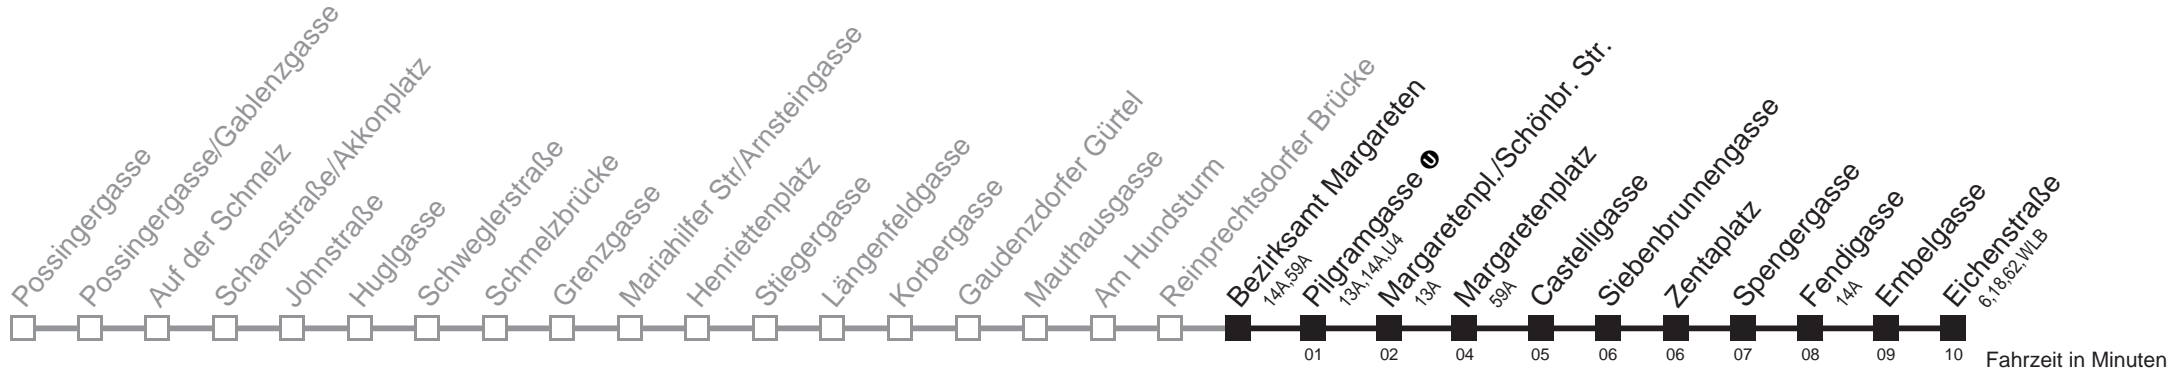 Possingergasse
Possingergasse/Gablenzgasse
Auf der Schmelz
Schanzstraße/Akkonplatz
Johnstraße
Huglgasse
Schweglerstraße
Schmelzbrücke
Grenzgasse
Mariahilfer Str/Arnsteingasse
Henriettenplatz
Stiegergasse
Längenfeldgasse
Korbergasse
Gaudenzdorfer Gürtel
Mauthausgasse
Am Hundsturm
Reinprechtsdorfer Brücke
Bezirksamt Margareten
14A,59A
Pilgramgasse U
13A,14A,U4
Margaretenpl./Schönbr. Str.
13A
Margaretenplatz
59A
Castelligasse
Siebenbrunnengasse
Zentaplatz
Spengergasse
Fendigasse
14A
Embelgasse
Eichenstraße
6,18,62,WLB
01 02 04 05 06 06 07 08 09 10 Fahrzeit in Minuten